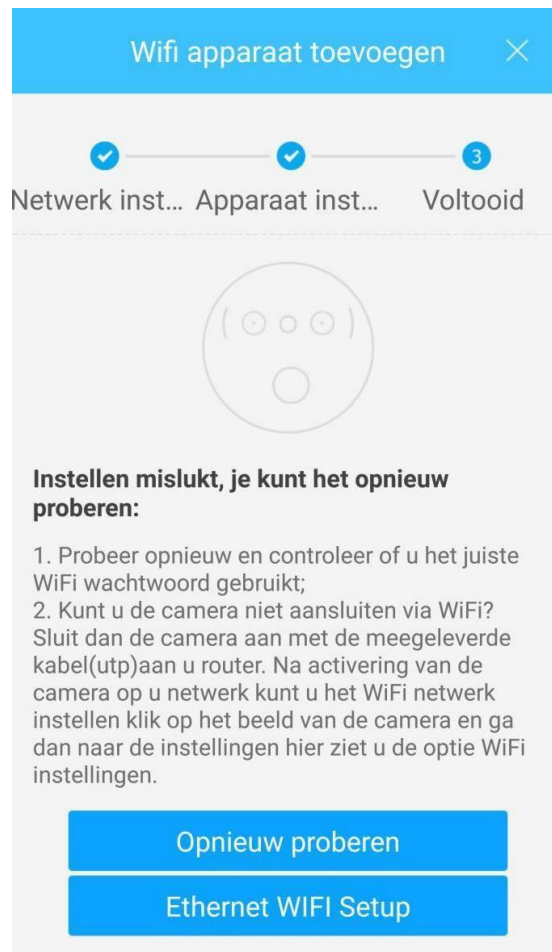 Wifi apparaat toevoegen
3
Netwerk inst... Apparaat inst... Voltooid
Instellen mislukt, je kunt het opnieuw
proberen:
1. Probeer opnieuw en controleer of u het juiste
WiFi wachtwoord gebruikt;
2. Kunt u de camera niet aansluiten via WiFi?
Sluit dan de camera aan met de meegeleverde
kabel(utp)aan u router. Na activering van de
camera op u netwerk kunt u het WiFi netwerk
instellen klik op het beeld van de camera en ga
dan naar de instellingen hier ziet u de optie WiFi
instellingen.
Opnieuw proberen
Ethernet WIFI Setup